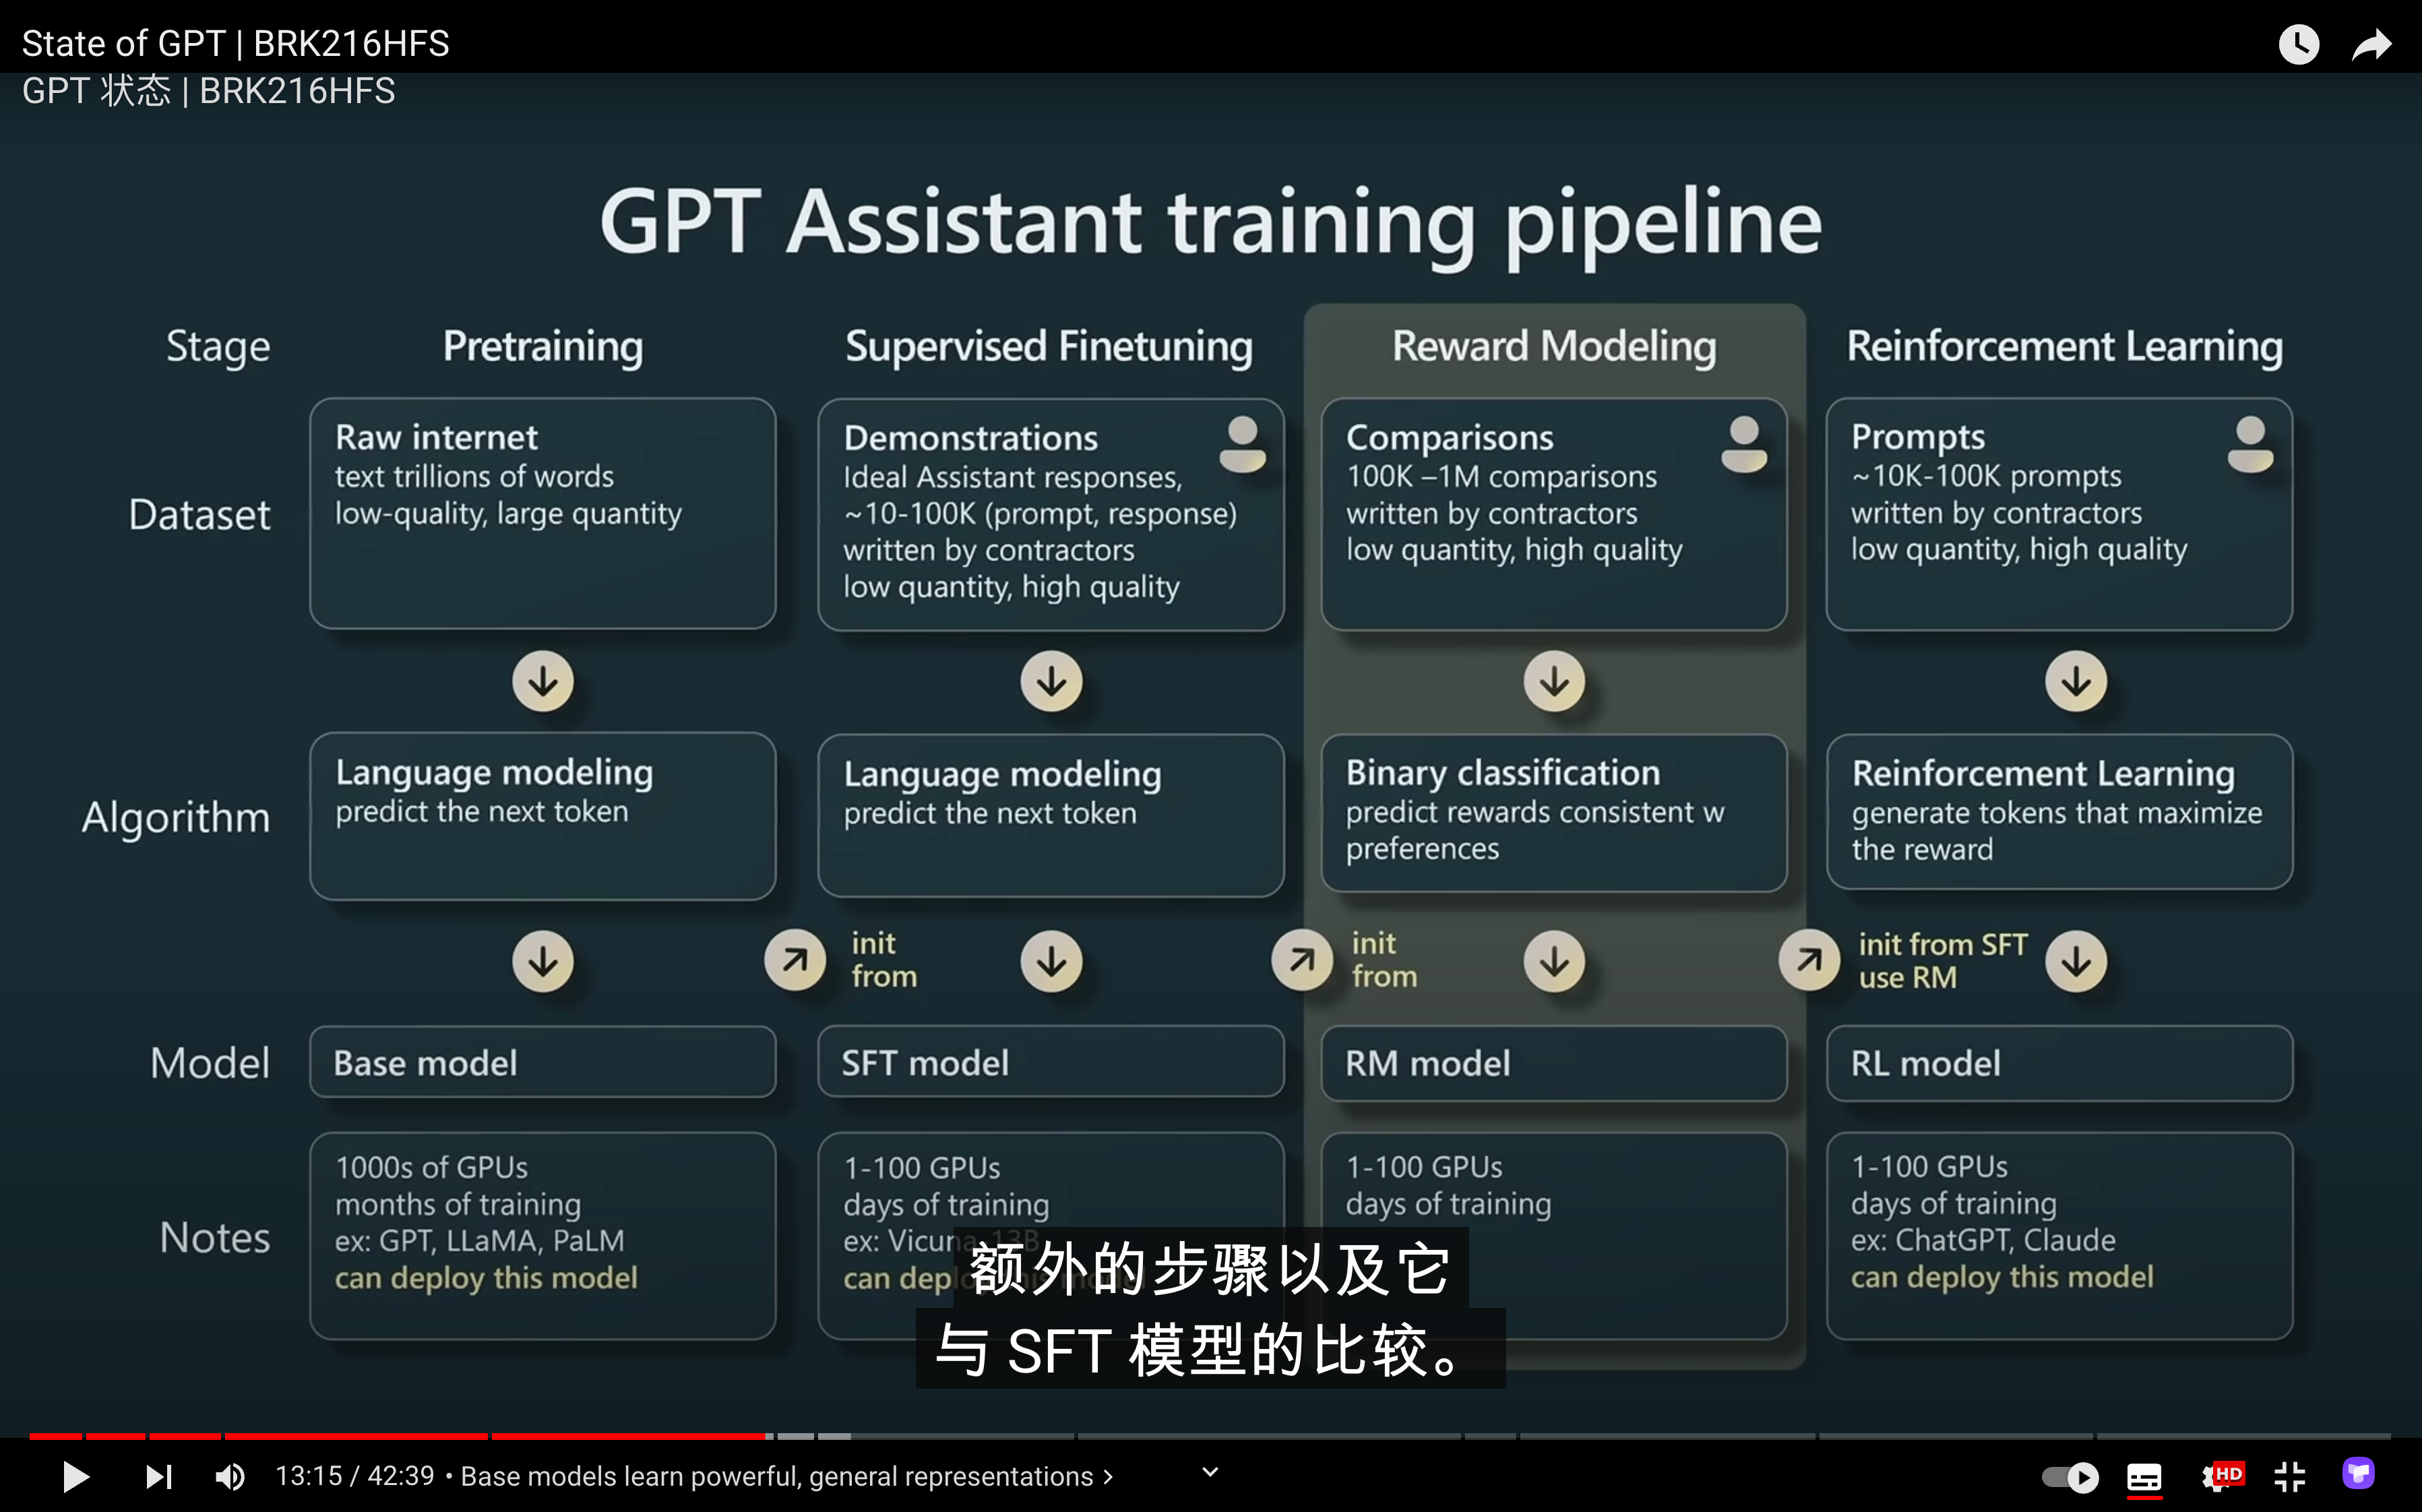 State of GPT | BRK216HFS
GPT 状态 | BRK216HFS
GPT Assistant training pipeline
Stage
Pretraining
Supervised Finetuning
Reward Modeling
Reinforcement Learning
Dataset
Raw internet
text trillions of words
low-quality, large quantity
Demonstrations
Ideal Assistant responses,
~10-100K (prompt, response)
written by contractors
low quantity, high quality
Comparisons
100K –1M comparisons
written by contractors
low quantity, high quality
Prompts
~10K-100K prompts
written by contractors
low quantity, high quality
Algorithm
Language modeling
predict the next token
Language modeling
predict the next token
Binary classification
predict rewards consistent w
preferences
Reinforcement Learning
generate tokens that maximize
the reward
init
from
init
from
init from SFT
use RM
Model
Base model
SFT model
RM model
RL model
Notes
1000s of GPUs
months of training
ex: GPT, LLaMA, PaLM
can deploy this model
1-100 GPUs
days of training
ex: Vicuna 13B
can deploy this model
1-100 GPUs
days of training
1-100 GPUs
days of training
ex: ChatGPT, Claude
can deploy this model
额外的步骤以及它
与 SFT 模型的比较。
13:15 / 42:39 • Base models learn powerful, general representations
HD